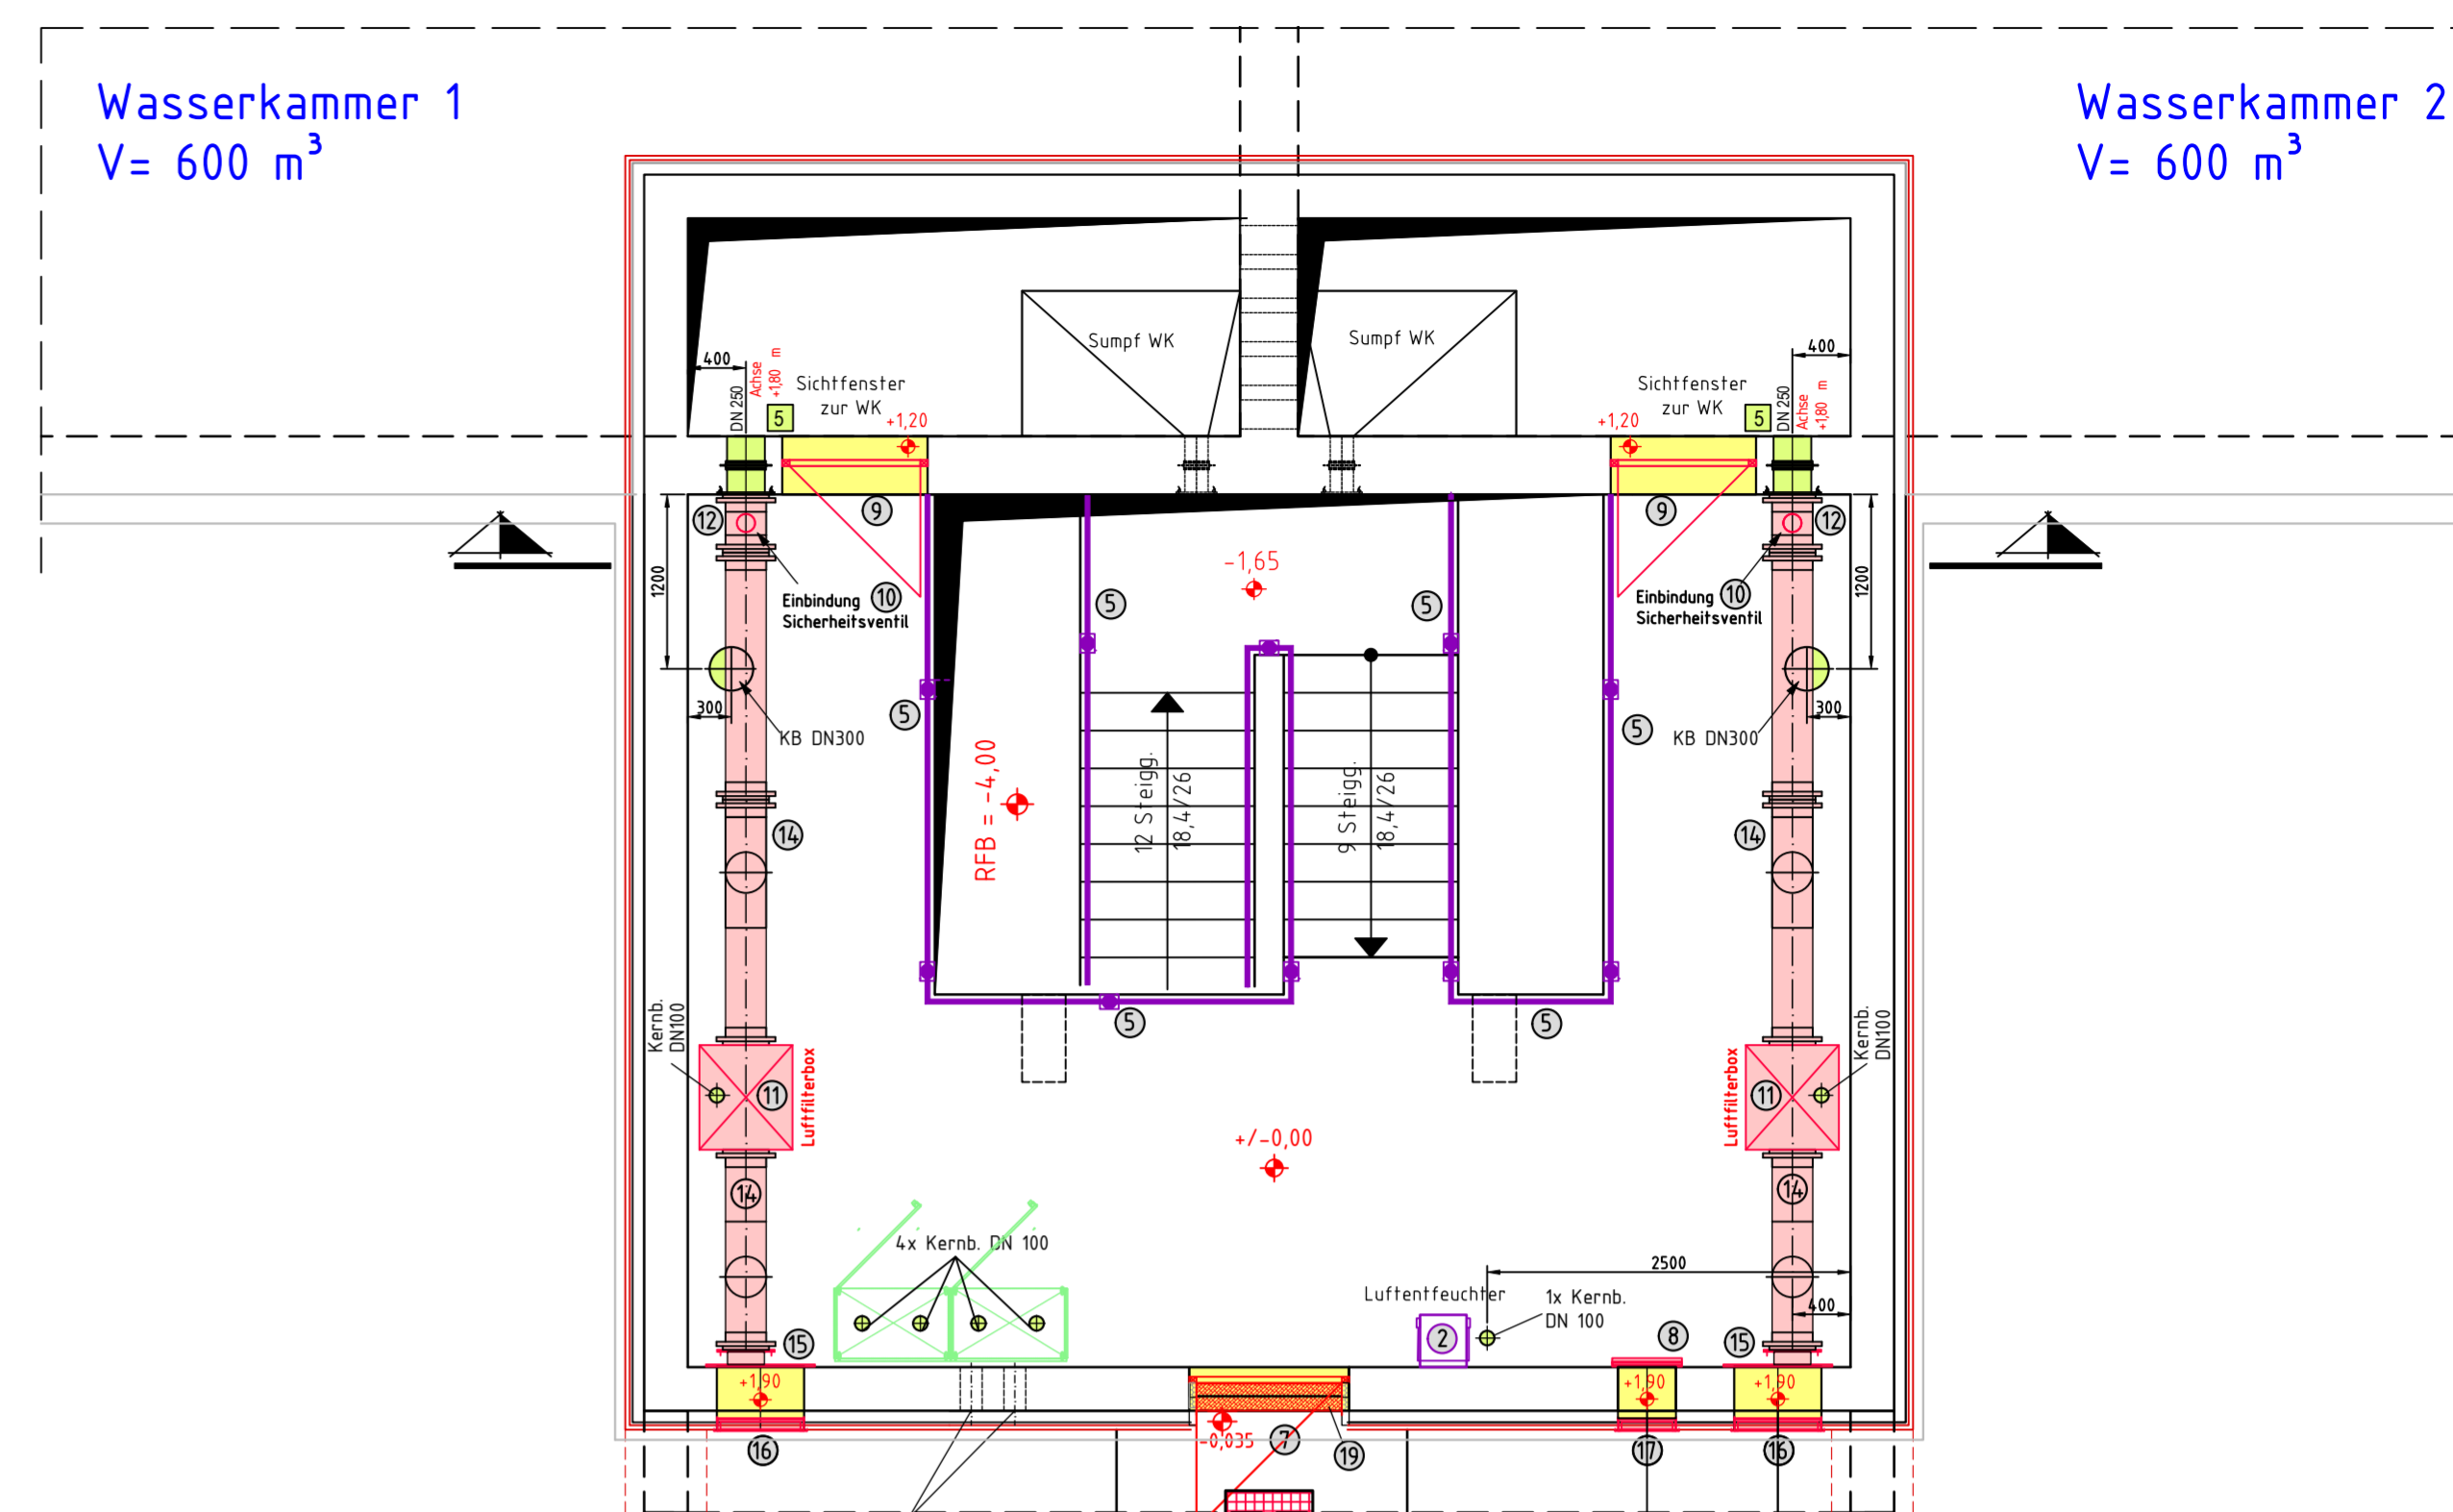 Wasserkammer 1
V= 600 m³
Wasserkammer 2
V= 600 m³
Sumpf WK
Sumpf WK
400
DN 250
Achse
+1,80 m
5
Sichtfenster
zur WK
+1,20
Sichtfenster
zur WK
+1,20
5
DN 250
Achse
+1,80 m
400
12
9
9
12
1200
Einbindung
Sicherheitsventil
10
5
-1,65
5
Einbindung
Sicherheitsventil
10
1200
300
KB DN300
5
5
KB DN300
300
RFB = -4,00
12 Steigg.
18,4/26
9 Steigg.
18,4/26
14
14
5
5
Kernb.
DN100
11
Luftfilterbox
Luftfilterbox
11
Kernb.
DN100
+/-0,00
14
14
4x Kernb. DN 100
2500
Luftentfeuchter
1x Kernb.
DN 100
400
2
8
15
15
+1,90
+1,90
+1,90
-0,035
7
19
16
17
16